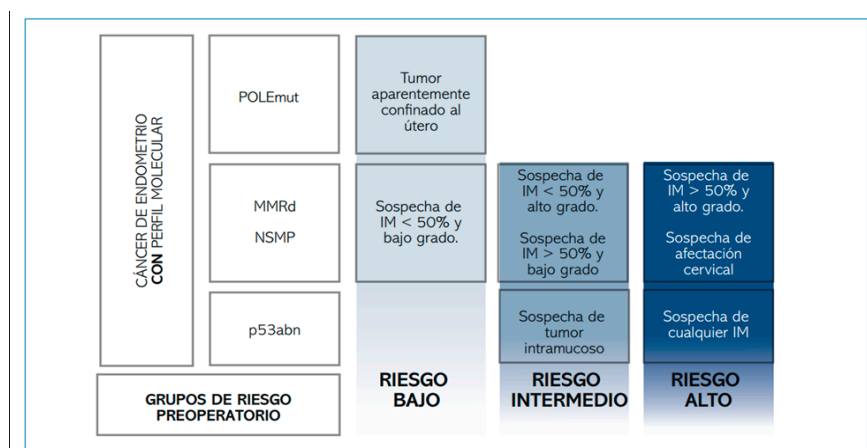 CÁNCER DE ENDOMETRIO
CON PERFIL MOLECULAR
POLEmut
Tumor
aparentemente
confinado al
útero
MMRd
NSMP
Sospecha de
IM < 50% y
bajo grado.
Sospecha de
IM < 50% y
alto grado.
Sospecha de
IM > 50% y
bajo grado
Sospecha de
IM > 50% y
alto grado.
Sospecha de
afectación
cervical
p53abn
Sospecha de
tumor
intramucoso
Sospecha de
cualquier IM
GRUPOS DE RIESGO
PREOPERATORIO
RIESGO
BAJO
RIESGO
INTERMEDIO
RIESGO
ALTO